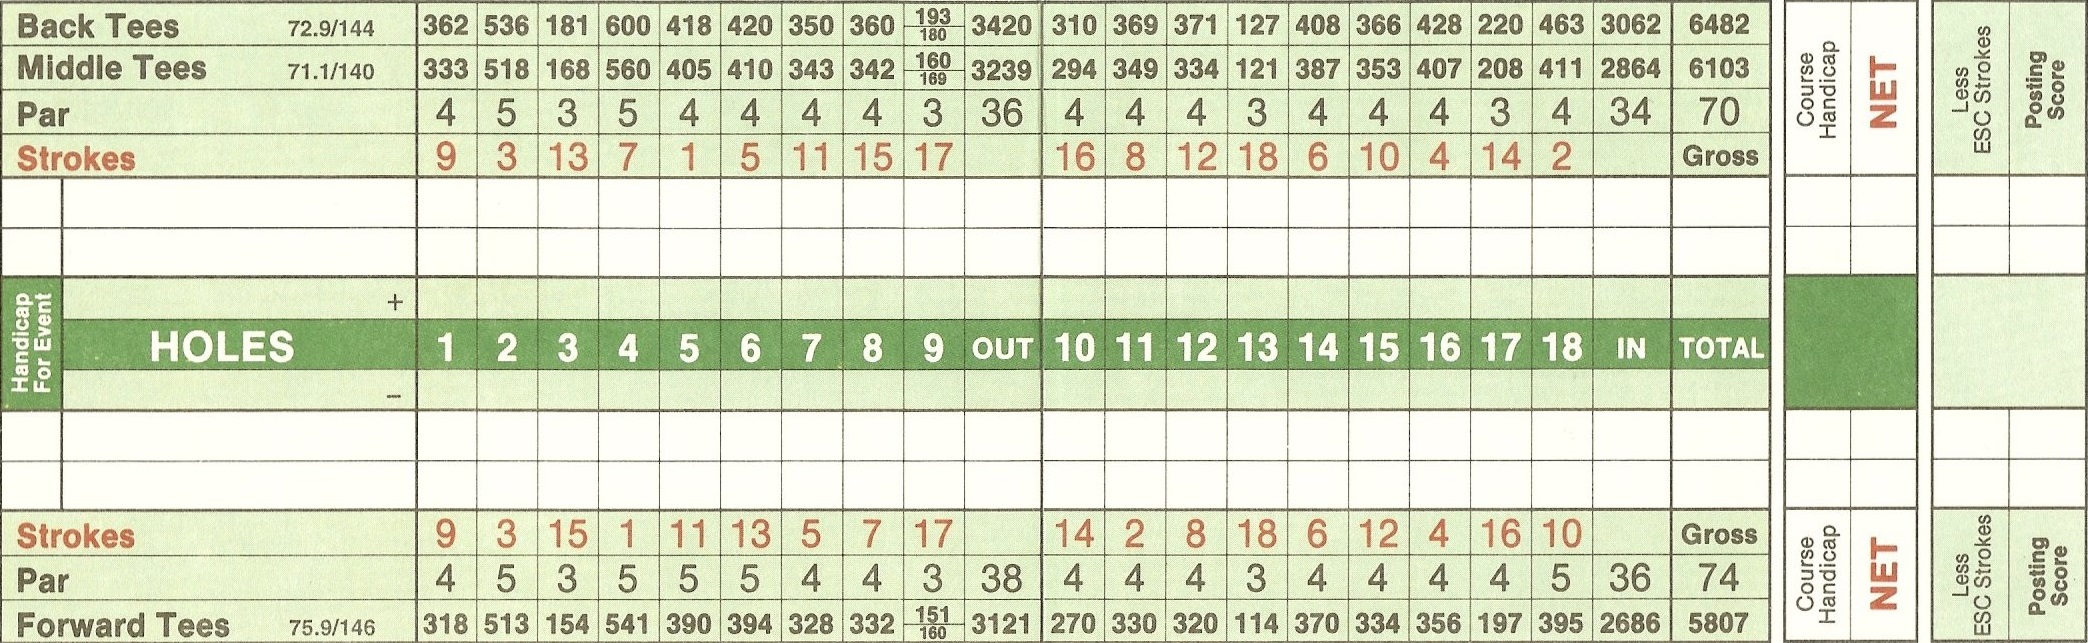 Back Tees 72.9/144 362 536 181 600 418 420 350 360 193/180 3420 310 369 371 127 408 366 428 220 463 3062 6482
Middle Tees 71.1/140 333 518 168 560 405 410 343 342 160/169 3239 294 349 334 121 387 353 407 208 411 2864 6103
Par 4 5 3 5 4 4 4 4 3 36 4 4 4 3 4 4 4 3 4 34 70
Strokes 9 3 13 7 1 5 11 15 17 16 8 12 18 6 10 4 14 2 Gross
Course Handicap
NET
Less ESC Strokes
Posting Score
Handicap For Event
+
HOLES 1 2 3 4 5 6 7 8 9 OUT 10 11 12 13 14 15 16 17 18 IN TOTAL
–
Strokes 9 3 15 1 11 13 5 7 17 14 2 8 18 6 12 4 16 10 Gross
Par 4 5 3 5 5 5 4 4 3 38 4 4 4 3 4 4 4 4 5 36 74
Forward Tees 75.9/146 318 513 154 541 390 394 328 332 151/160 3121 270 330 320 114 370 334 356 197 395 2686 5807
Course Handicap
NET
Less ESC Strokes
Posting Score